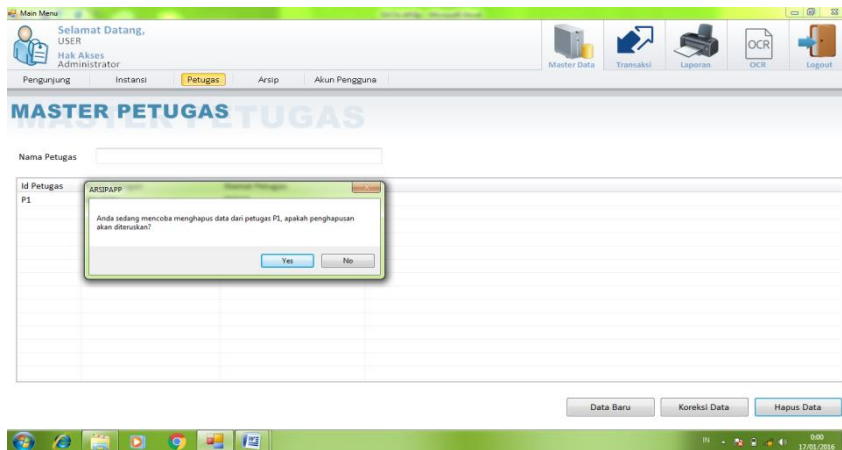 Main Menu
Selamat Datang,
USER
Hak Akses
Administrator
Master Data
Transaksi
Laporan
OCR
OCR
Logout
Pengunjung
Instansi
Petugas
Arsip
Akun Pengguna
MASTER PETUGAS
Nama Petugas
Id Petugas
P1
ARSIPAPP
Anda sedang mencoba menghapus data dari petugas P1, apakah penghapusan
akan diteruskan?
Yes
No
Data Baru
Koreksi Data
Hapus Data
IN
0:00
17/01/2016